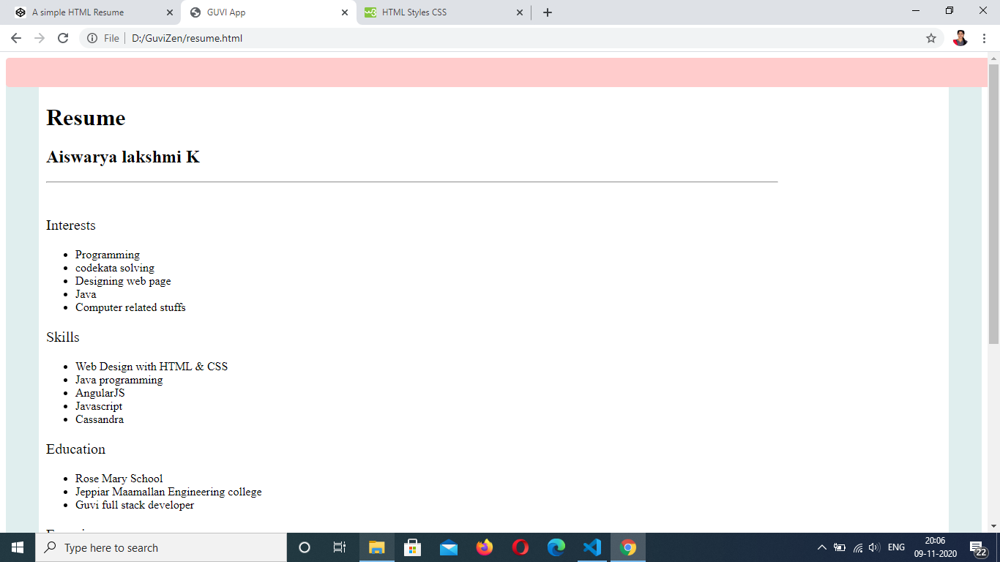 A simple HTML Resume
GUVI App
HTML Styles CSS
File
D:/GuviZen/resume.html
Resume
Aiswarya lakshmi K
Interests
Programming
codekata solving
Designing web page
Java
Computer related stuffs
Skills
Web Design with HTML & CSS
Java programming
AngularJS
Javascript
Cassandra
Education
Rose Mary School
Jeppiar Maamallan Engineering college
Guvi full stack developer
Type here to search
ENG
20:06
09-11-2020
22